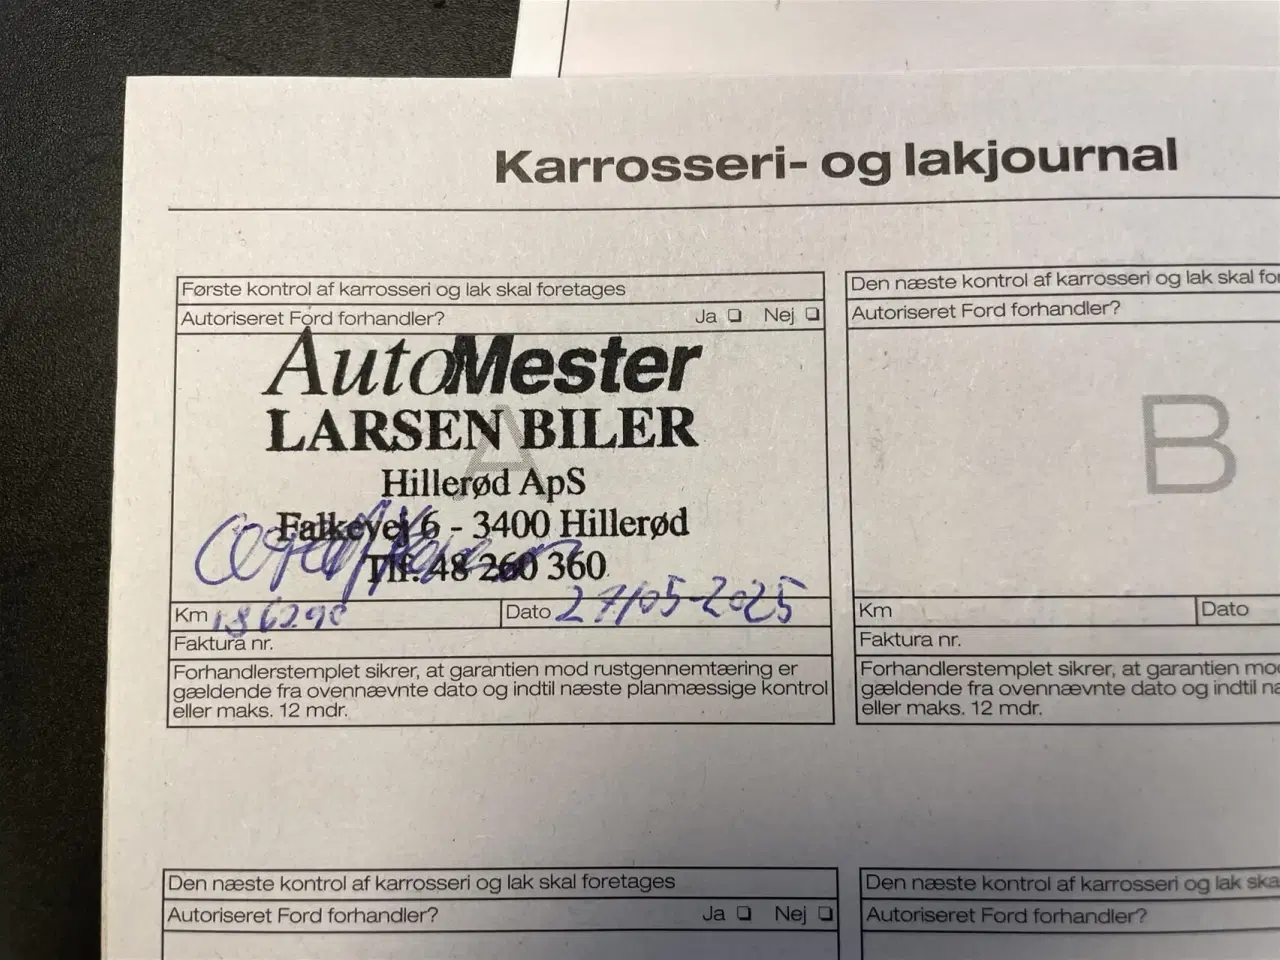 Karrosseri- og lakjournal
Første kontrol af karrosseri og lak skal foretages
Autoriseret Ford forhandler? Ja Nej
A
AutoMester
LARSEN BILER
Hillerød ApS
Falkevej 6 - 3400 Hillerød
Tlf. 48 260 360
Km 186290 Dato 27/05-2025
Faktura nr.
Forhandlerstemplet sikrer, at garantien mod rustgennemtæring er
gældende fra ovennævnte dato og indtil næste planmæssige kontrol
eller maks. 12 mdr.
Den næste kontrol af karrosseri og lak skal
Autoriseret Ford forhandler?
B
Km Dato
Faktura nr.
Forhandlerstemplet sikrer, at garantien
gældende fra ovennævnte dato og indtil
eller maks. 12 mdr.
Den næste kontrol af karrosseri og lak skal foretages
Autoriseret Ford forhandler? Ja Nej
Den næste kontrol af karrosseri og lak
Autoriseret Ford forhandler?